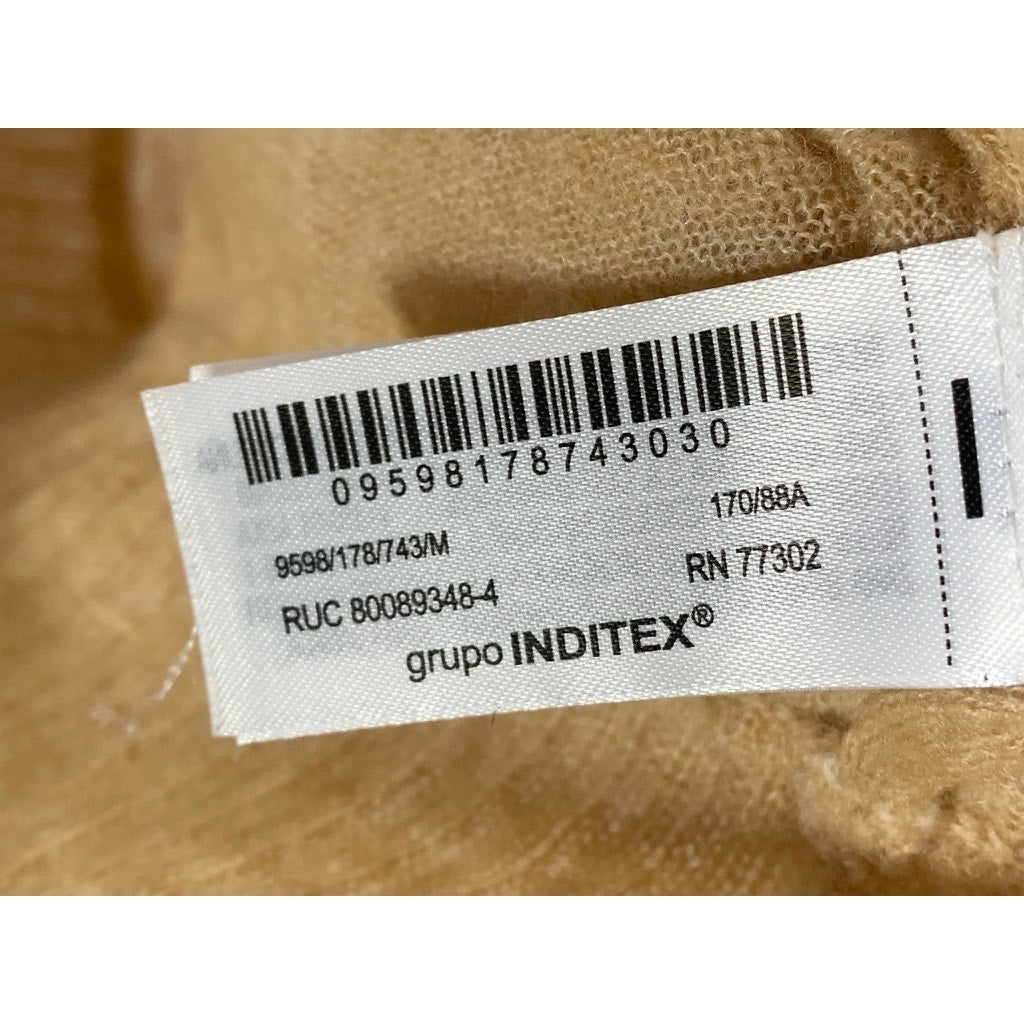 09598178743030
170/88A
9598/178/743/M
RN 77302
RUC 80089348-4
grupo INDITEX®